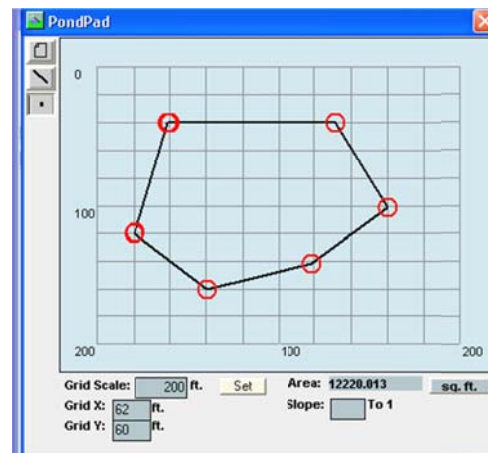 PondPad
0
100
200 100 200
Grid Scale: 200 ft. Set Area: 12220.013 sq. ft.
Grid X: 62 ft. Slope: To 1
Grid Y: 60 ft.